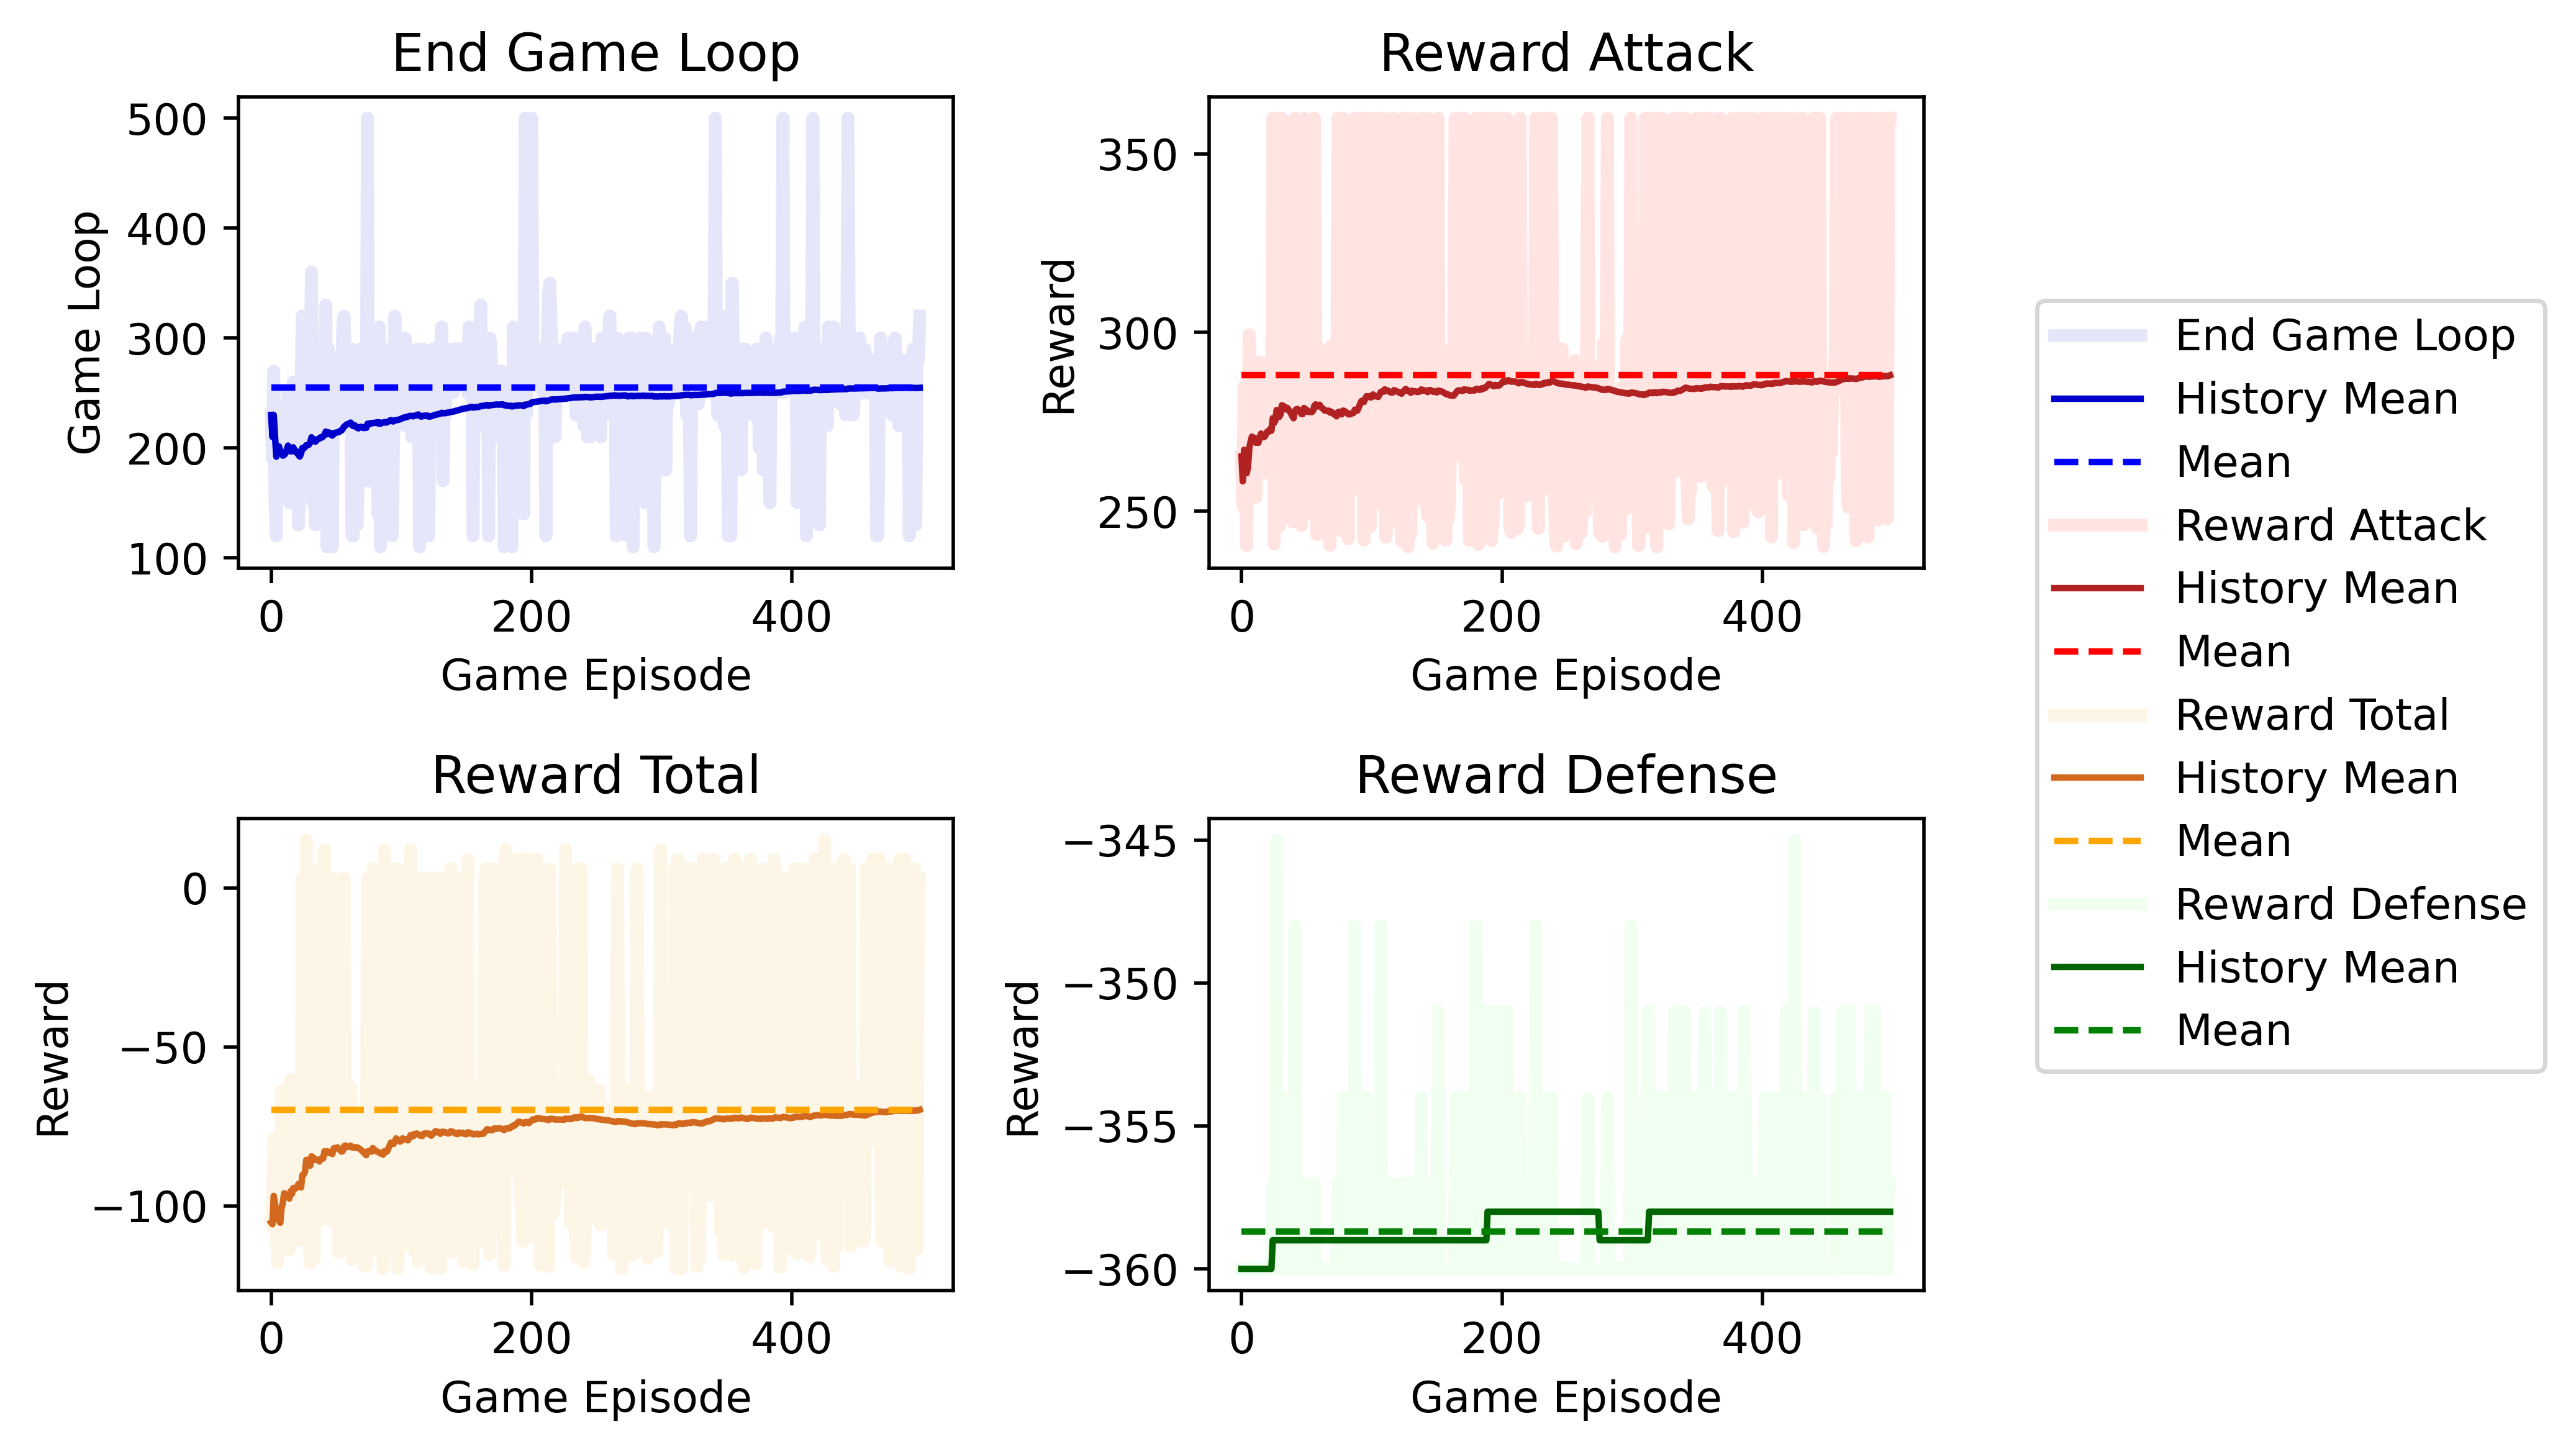 End Game Loop
500
400
300
200
100
Game Loop
0 200 400
Game Episode
Reward Attack
350
300
250
Reward
0 200 400
Game Episode
Reward Total
0
−50
−100
Reward
0 200 400
Game Episode
Reward Defense
−345
−350
−355
−360
Reward
0 200 400
Game Episode
End Game Loop
History Mean
Mean
Reward Attack
History Mean
Mean
Reward Total
History Mean
Mean
Reward Defense
History Mean
Mean